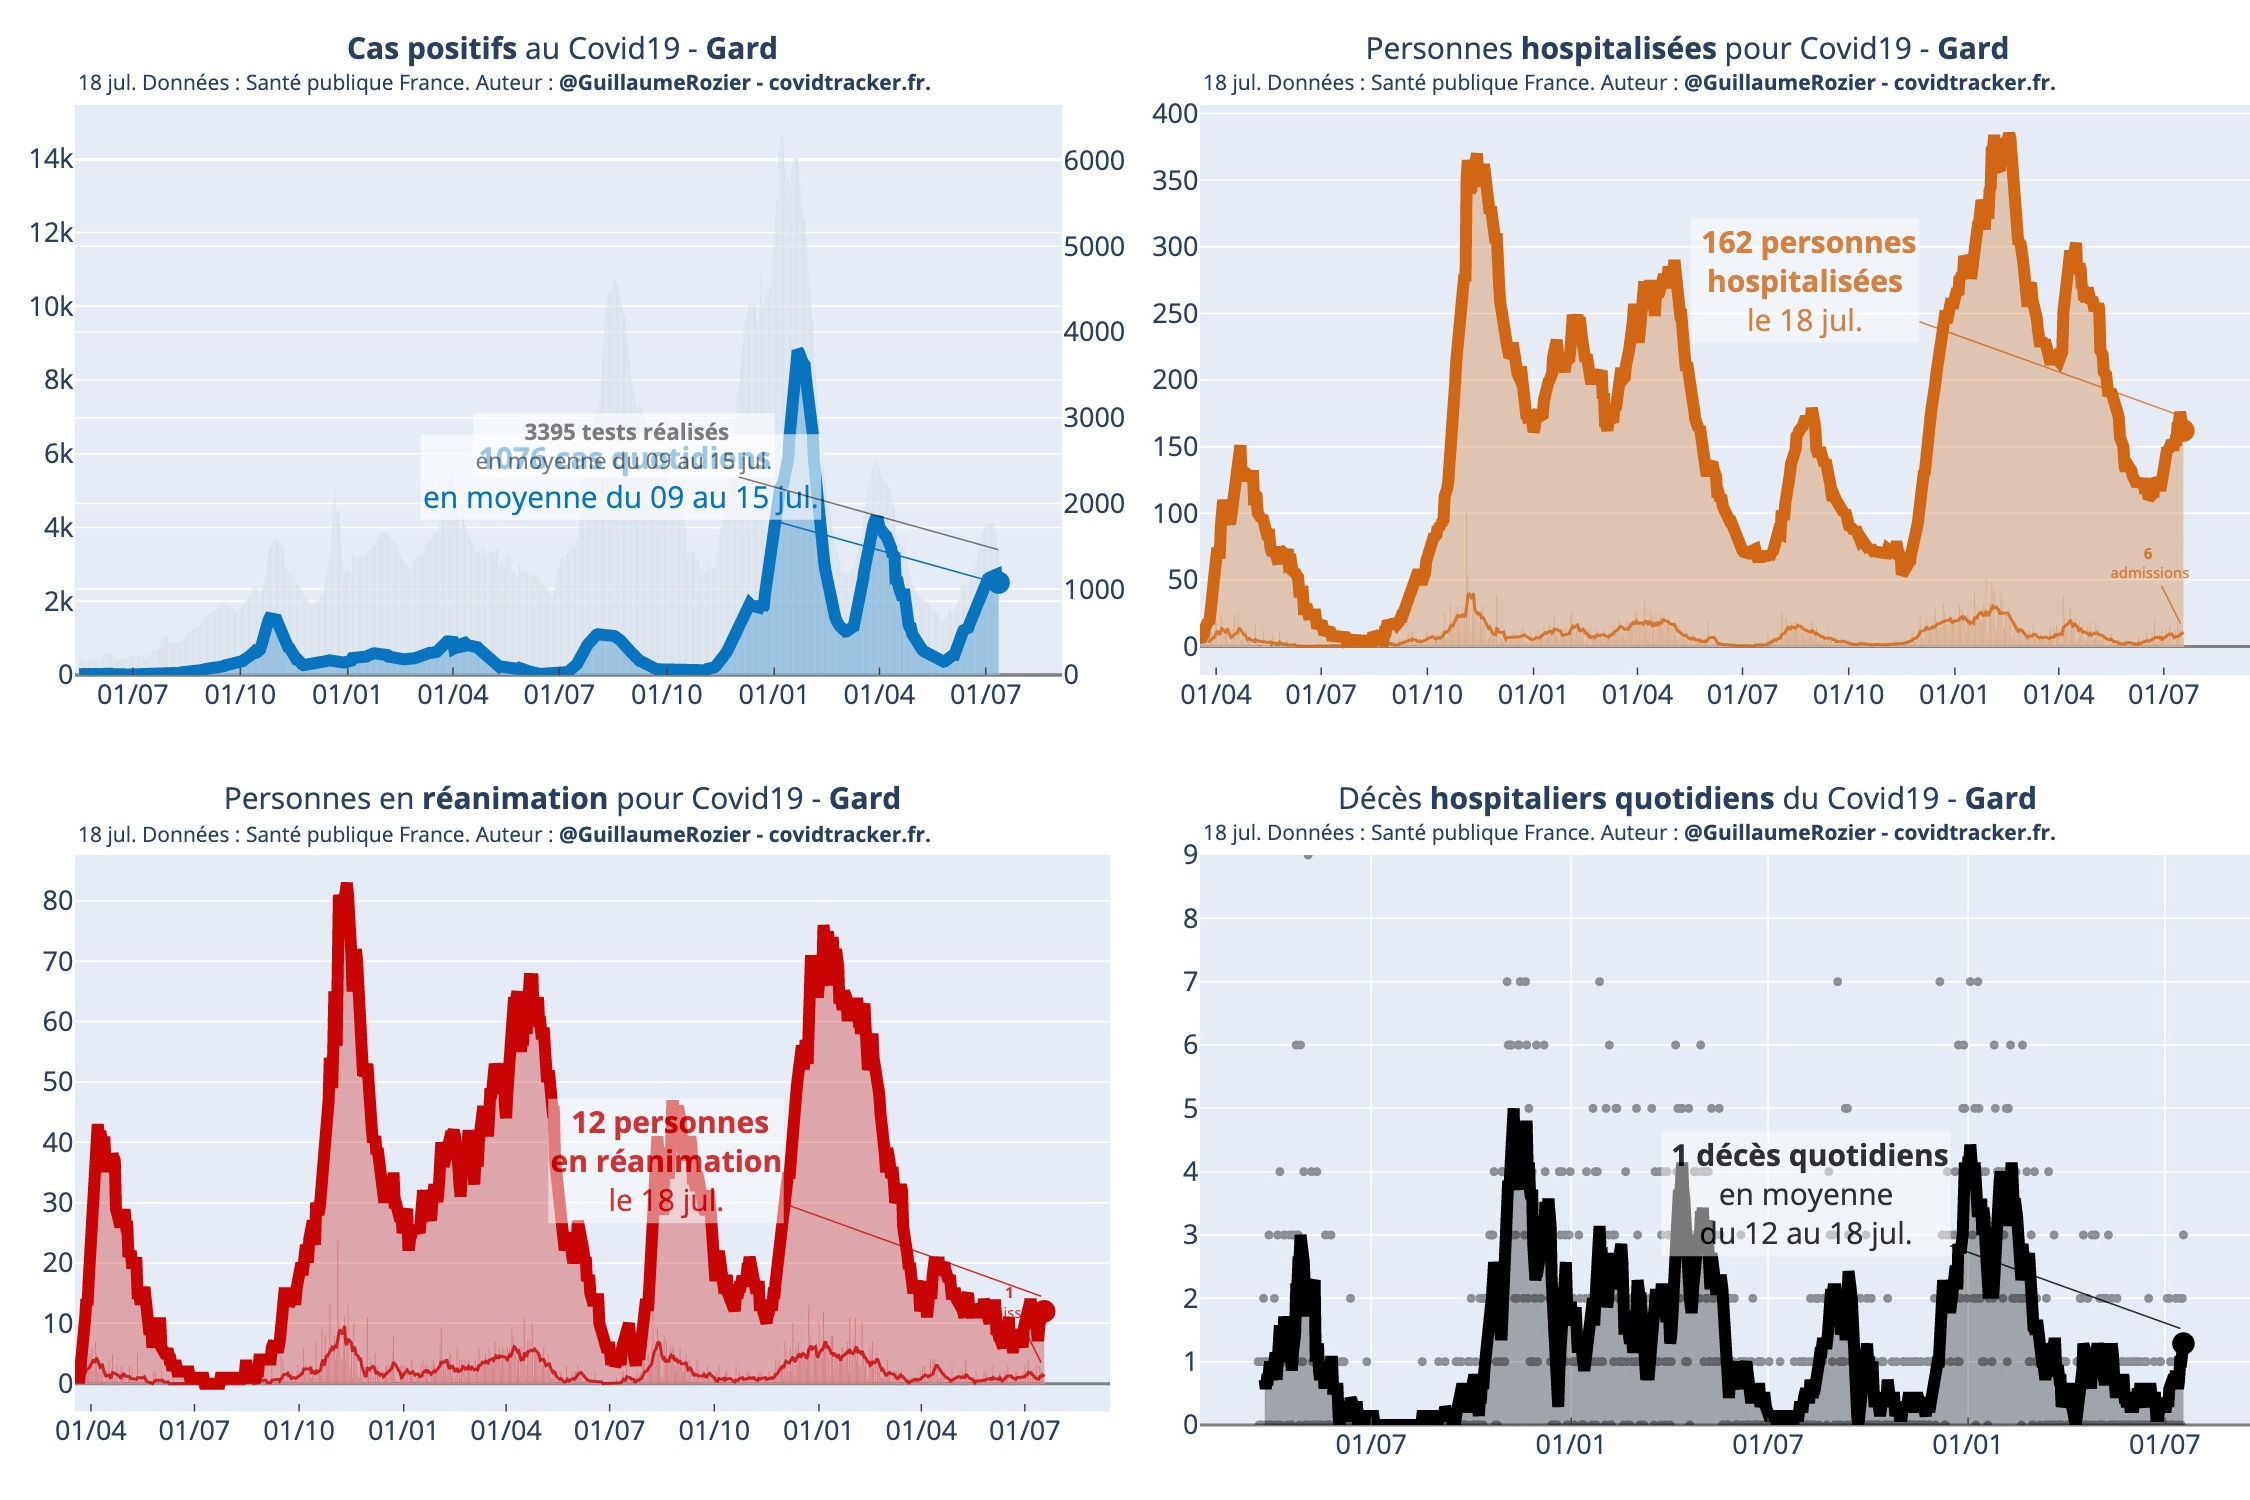 Cas positifs au Covid19 - Gard
18 jul. Données : Santé publique France. Auteur : @GuillaumeRozier - covidtracker.fr.
14k
12k
10k
8k
6k
4k
2k
0
6000
5000
4000
3000
2000
1000
0
3395 tests réalisés
en moyenne du 09 au 15 jul.
1076 cas quotidiens
en moyenne du 09 au 15 jul.
01/07 01/10 01/01 01/04 01/07 01/10 01/01 01/04 01/07
Personnes hospitalisées pour Covid19 - Gard
18 jul. Données : Santé publique France. Auteur : @GuillaumeRozier - covidtracker.fr.
400
350
300
250
200
150
100
50
0
162 personnes
hospitalisées
le 18 jul.
6
admissions
01/04 01/07 01/10 01/01 01/04 01/07 01/10 01/01 01/04 01/07
Personnes en réanimation pour Covid19 - Gard
18 jul. Données : Santé publique France. Auteur : @GuillaumeRozier - covidtracker.fr.
80
70
60
50
40
30
20
10
0
12 personnes
en réanimation
le 18 jul.
1
01/04 01/07 01/10 01/01 01/04 01/07 01/10 01/01 01/04 01/07
Décès hospitaliers quotidiens du Covid19 - Gard
18 jul. Données : Santé publique France. Auteur : @GuillaumeRozier - covidtracker.fr.
9
8
7
6
5
4
3
2
1
0
1 décès quotidiens
en moyenne
du 12 au 18 jul.
01/07 01/01 01/07 01/01 01/07